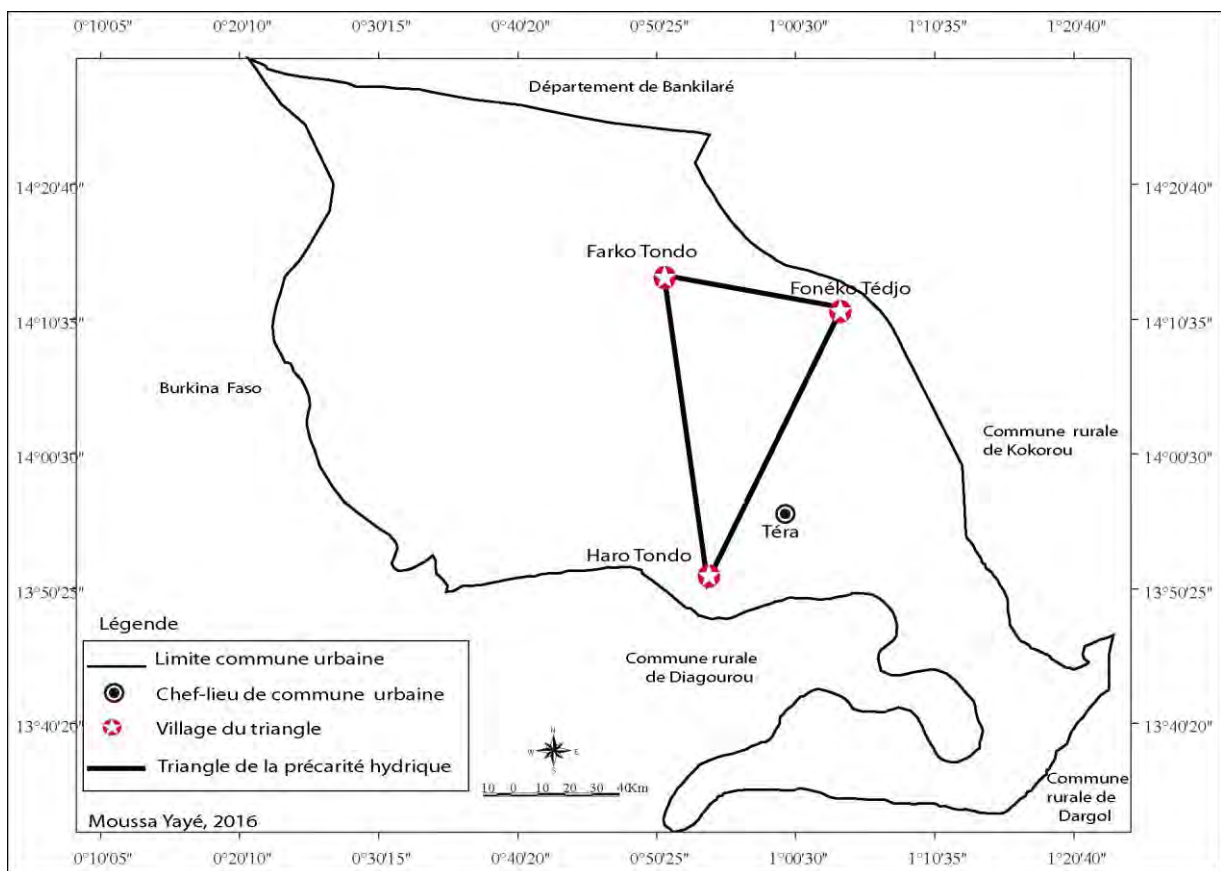 0°10'05" 0°20'10" 0°30'15" 0°40'20" 0°50'25" 1°00'30" 1°10'35" 1°20'40"
Département de Bankilaré
14°20'40" 14°20'40"
Farko Tondo
Fonéko Tédjo
14°10'35" 14°10'35"
Burkina Faso
Commune rurale
de Kokorou
14°00'30" 14°00'30"
Téra
Haro Tondo
13°50'25" 13°50'25"
Légende
Limite commune urbaine
Chef-lieu de commune urbaine
Village du triangle
Triangle de la précarité hydrique
Commune rurale
de Diagourou
13°40'20" 13°40'20"
N
W E
S
10 0 10 20 40Km
Commune
rurale de
Dargol
Moussa Yayé, 2016
0°10'05" 0°20'10" 0°30'15" 0°40'20" 0°50'25" 1°00'30" 1°10'35" 1°20'40"